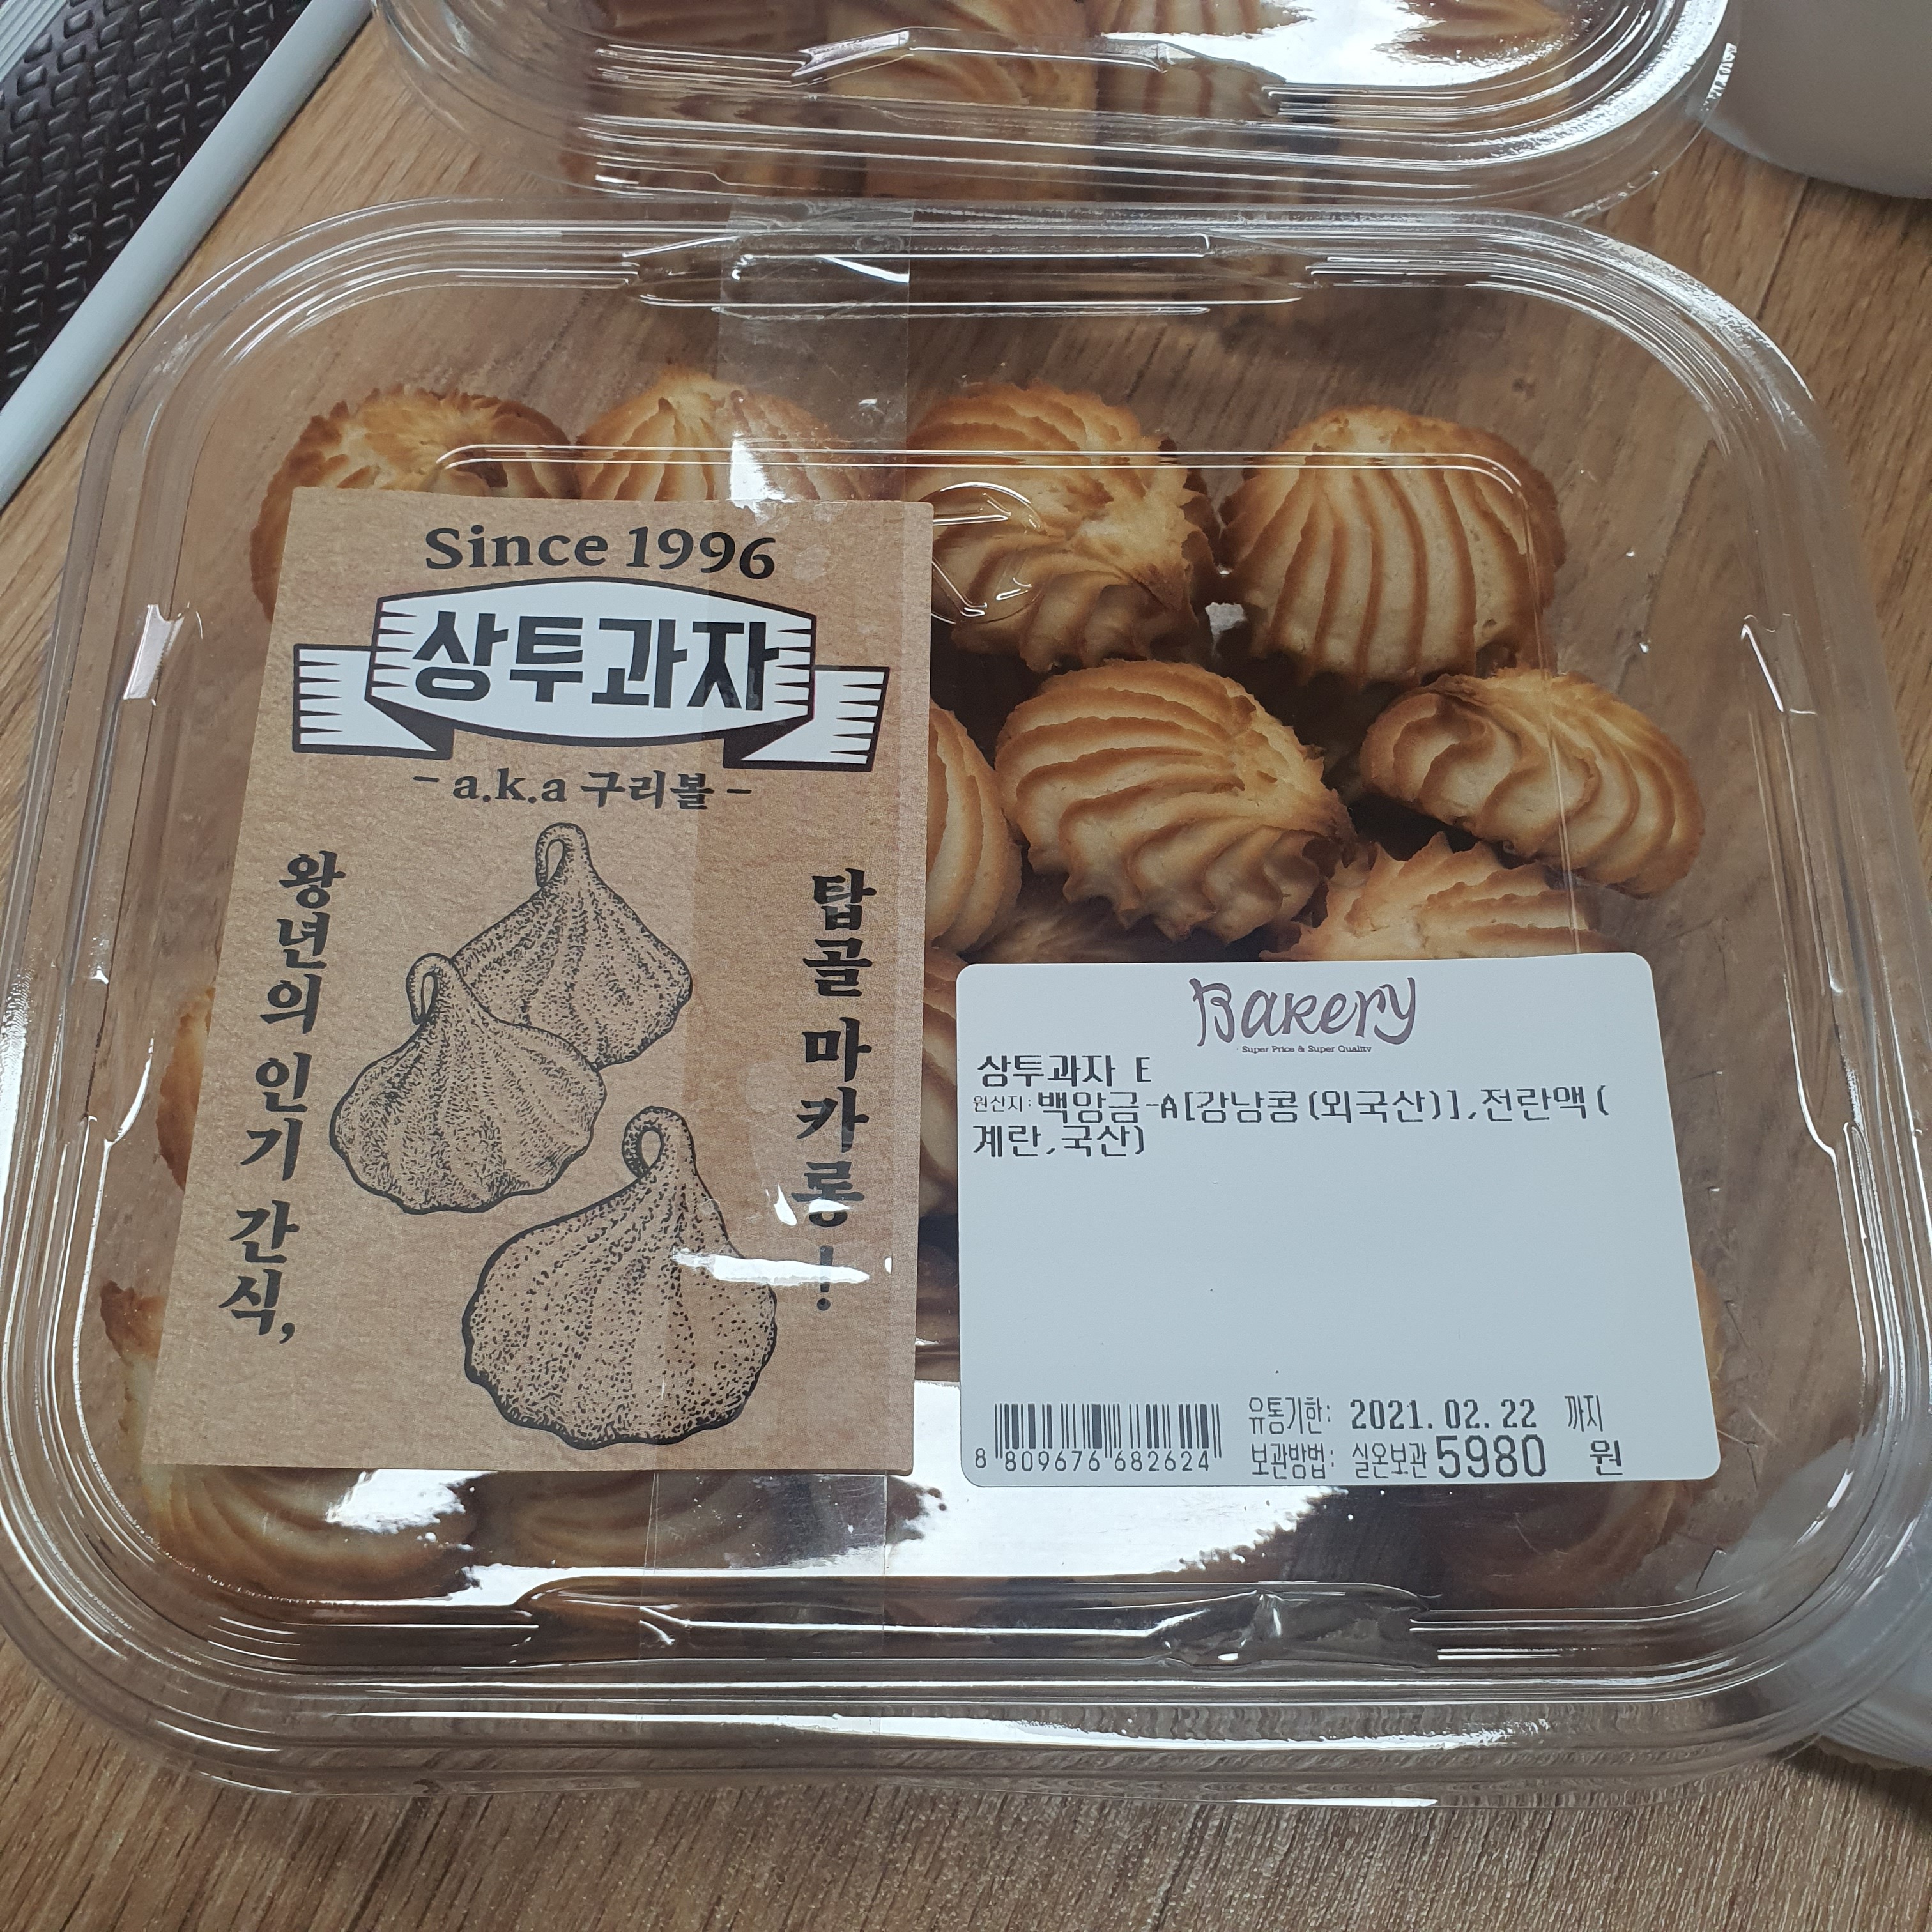 Since 1996
상투과자
- a.k.a 구리볼 -
왕년의 인기 간식,
탑골 마카롱!
Bakery
Super Price & Super Quality
상투과자 E
원산지: 백앙금-A[강낭콩(외국산)],전란액(
계란,국산)
유통기한: 2021.02.22 까지
보관방법: 실온보관 5980 원
8 809676 682624